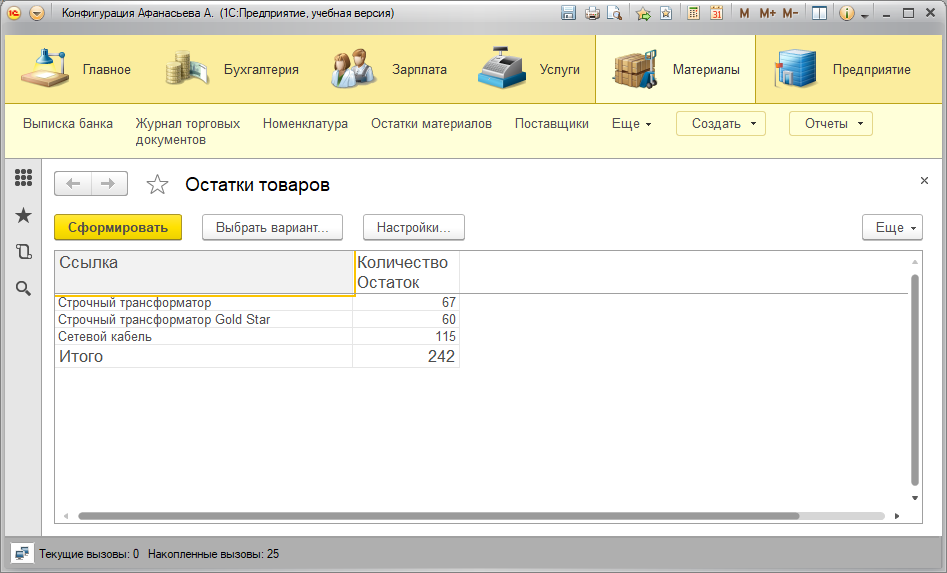 Конфигурация Афанасьева А. (1С:Предприятие, учебная версия)
31 M M+ M-
Главное Бухгалтерия Зарплата Услуги Материалы Предприятие
Выписка банка Журнал торговых документов Номенклатура Остатки материалов Поставщики Еще Создать Отчеты
Остатки товаров
Сформировать Выбрать вариант... Настройки... Еще
Ссылка Количество Остаток
Строчный трансформатор 67
Строчный трансформатор Gold Star 60
Сетевой кабель 115
Итого 242
Текущие вызовы: 0 Накопленные вызовы: 25